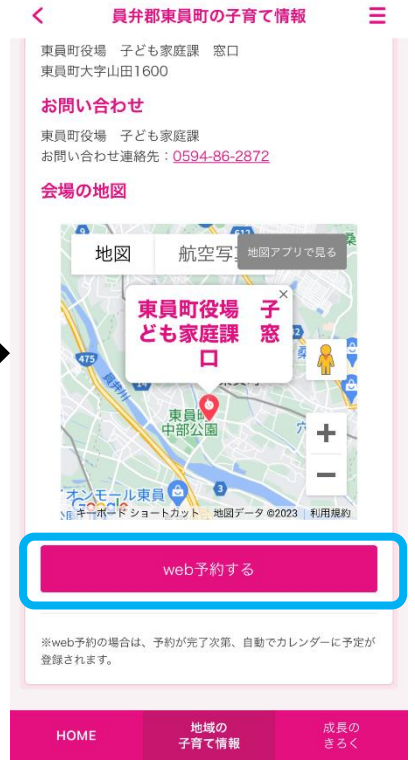 員弁郡東員町の子育て情報
東員町役場　子ども家庭課　窓口
東員町大字山田1600
お問い合わせ
東員町役場　子ども家庭課
お問い合わせ連絡先：0594-86-2872
会場の地図
地図
航空写
地図アプリで見る
東員町役場　子
ども家庭課　窓
口
475
14
員弁川
東員
中部公園
オンモール東員
3
Google
キーボード ショートカット
地図データ ©2023
利用規約
web予約する
※web予約の場合は、予約が完了次第、自動でカレンダーに予定が
登録されます。
HOME
地域の
子育て情報
成長の
きろく